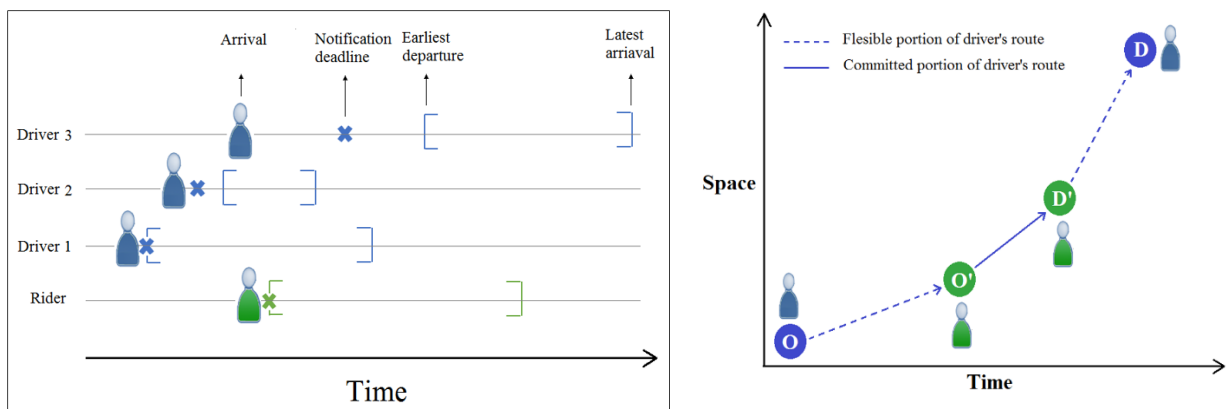 Arrival
Notification
deadline
Earliest
departure
Latest
arriaval
Driver 3
Driver 2
Driver 1
Rider
Time
Flesible portion of driver's route
Committed portion of driver's route
D
Space
D'
O'
O
Time